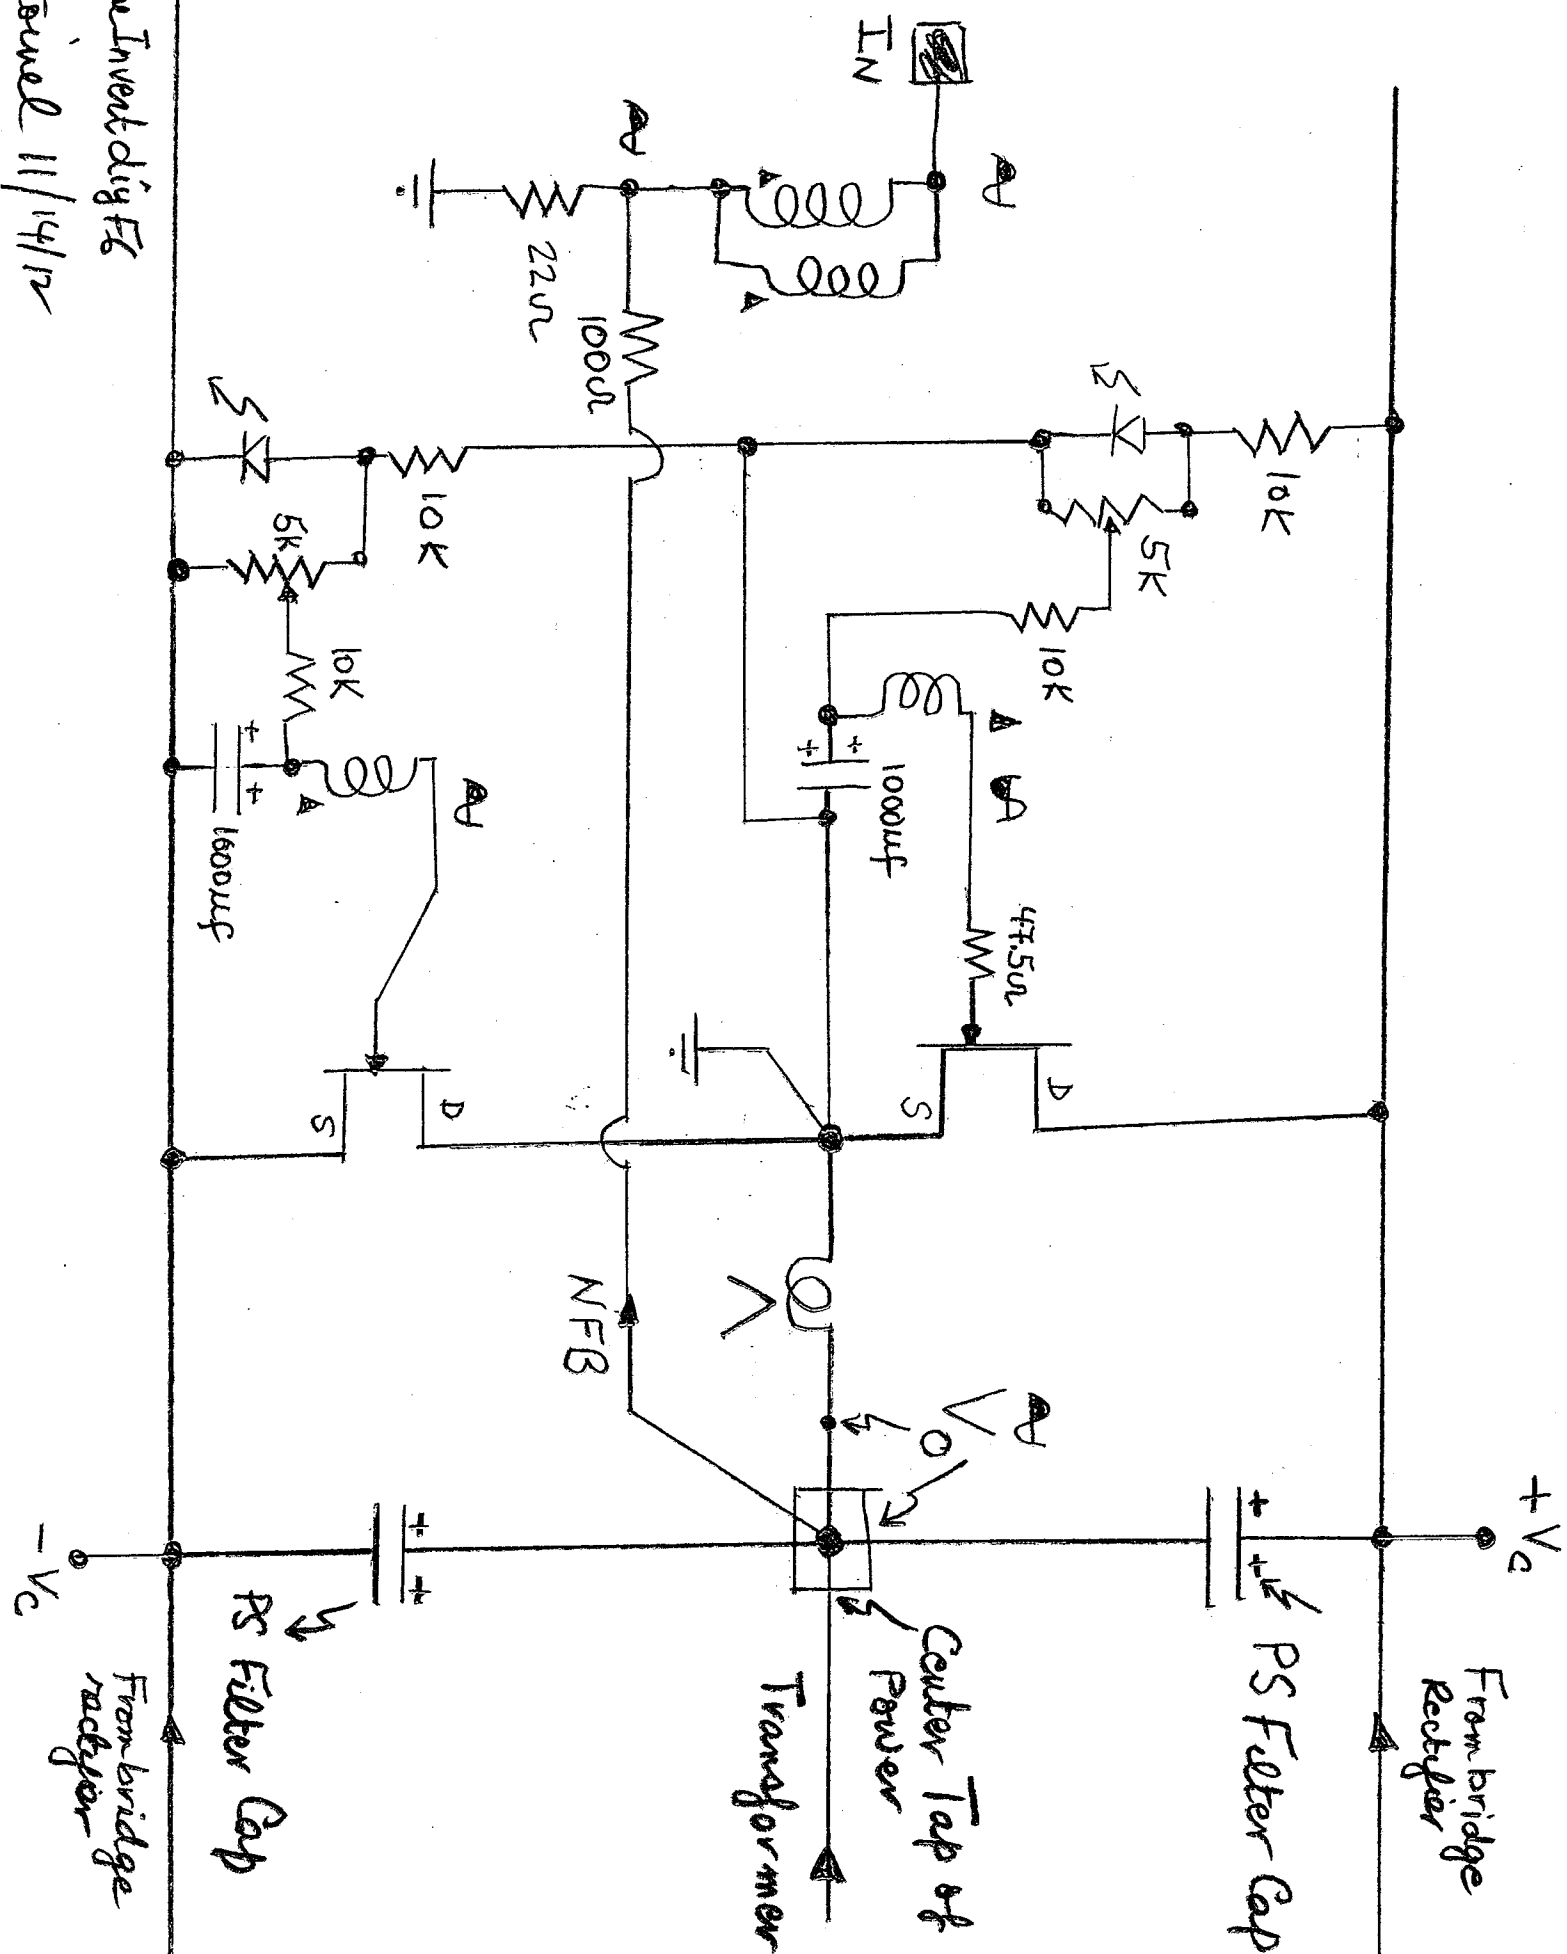 +Vc
From bridge
Rectifier
PS Filter Cap
+ +
10K
5K
10K
47.5Ω
D
S
1000uf
+ +
IN
Vo
Center Tap of
Power
Transformer
22Ω
100Ω
NFB
10K
5K
10K
D
S
+ +
1000uf
+ +
PS Filter Cap
From bridge
rectifier
-Vc
11/14/12